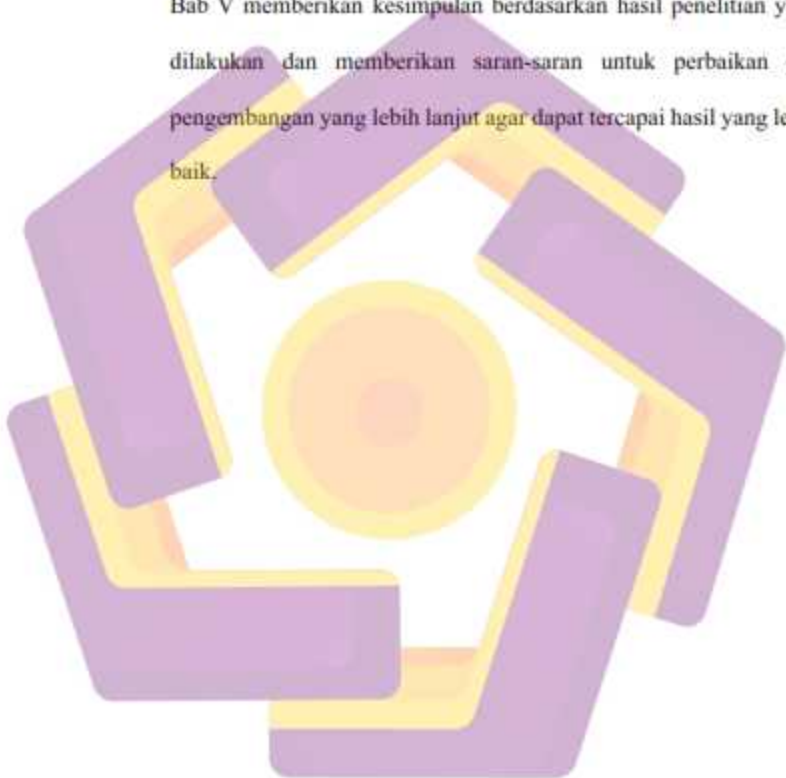 Bab V memberikan kesimpulan berdasarkan hasil penelitian
dilakukan dan memberikan saran-saran untuk perbaikan
pengembangan yang lebih lanjut agar dapat tercapai hasil yang
baik.